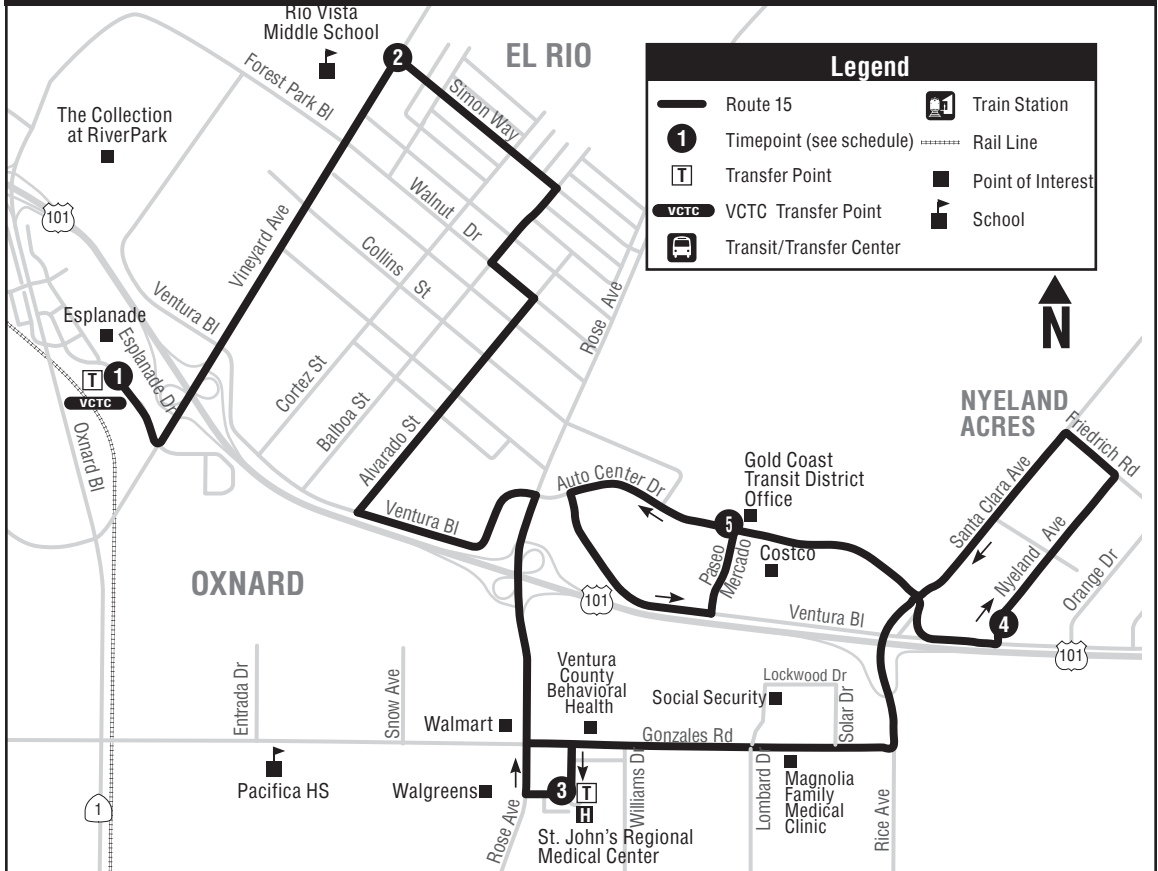 Rio Vista
Middle School
2
EL RIO
Simon Way
Forest Park Bl
The Collection
at RiverPark
101
Vineyard Ave
Walnut Dr
Collins St
Ventura Bl
Rose Ave
Esplanade
Esplanade Dr
T
1
VCTC
Oxnard Bl
Cortez St
Balboa St
Alvarado St
Ventura Bl
Legend
Route 15
1
Timepoint (see schedule)
T
Transfer Point
VCTC
VCTC Transfer Point
Transit/Transfer Center
Train Station
Rail Line
Point of Interest
School
N
NYELAND
ACRES
Friedrich Rd
Santa Clara Ave
Nyeland Ave
Orange Dr
4
101
Auto Center Dr
Gold Coast
Transit District
Office
5
Paseo
Mercado
Costco
Ventura Bl
101
OXNARD
Entrada Dr
Snow Ave
Walmart
Ventura
County
Behavioral
Health
Social Security
Lockwood Dr
Solar Dr
Gonzales Rd
Pacifica HS
1
Walgreens
Rose Ave
3
T
H
St. John's Regional
Medical Center
Williams Dr
Lombard Dr
Magnolia
Family
Medical
Clinic
Rice Ave